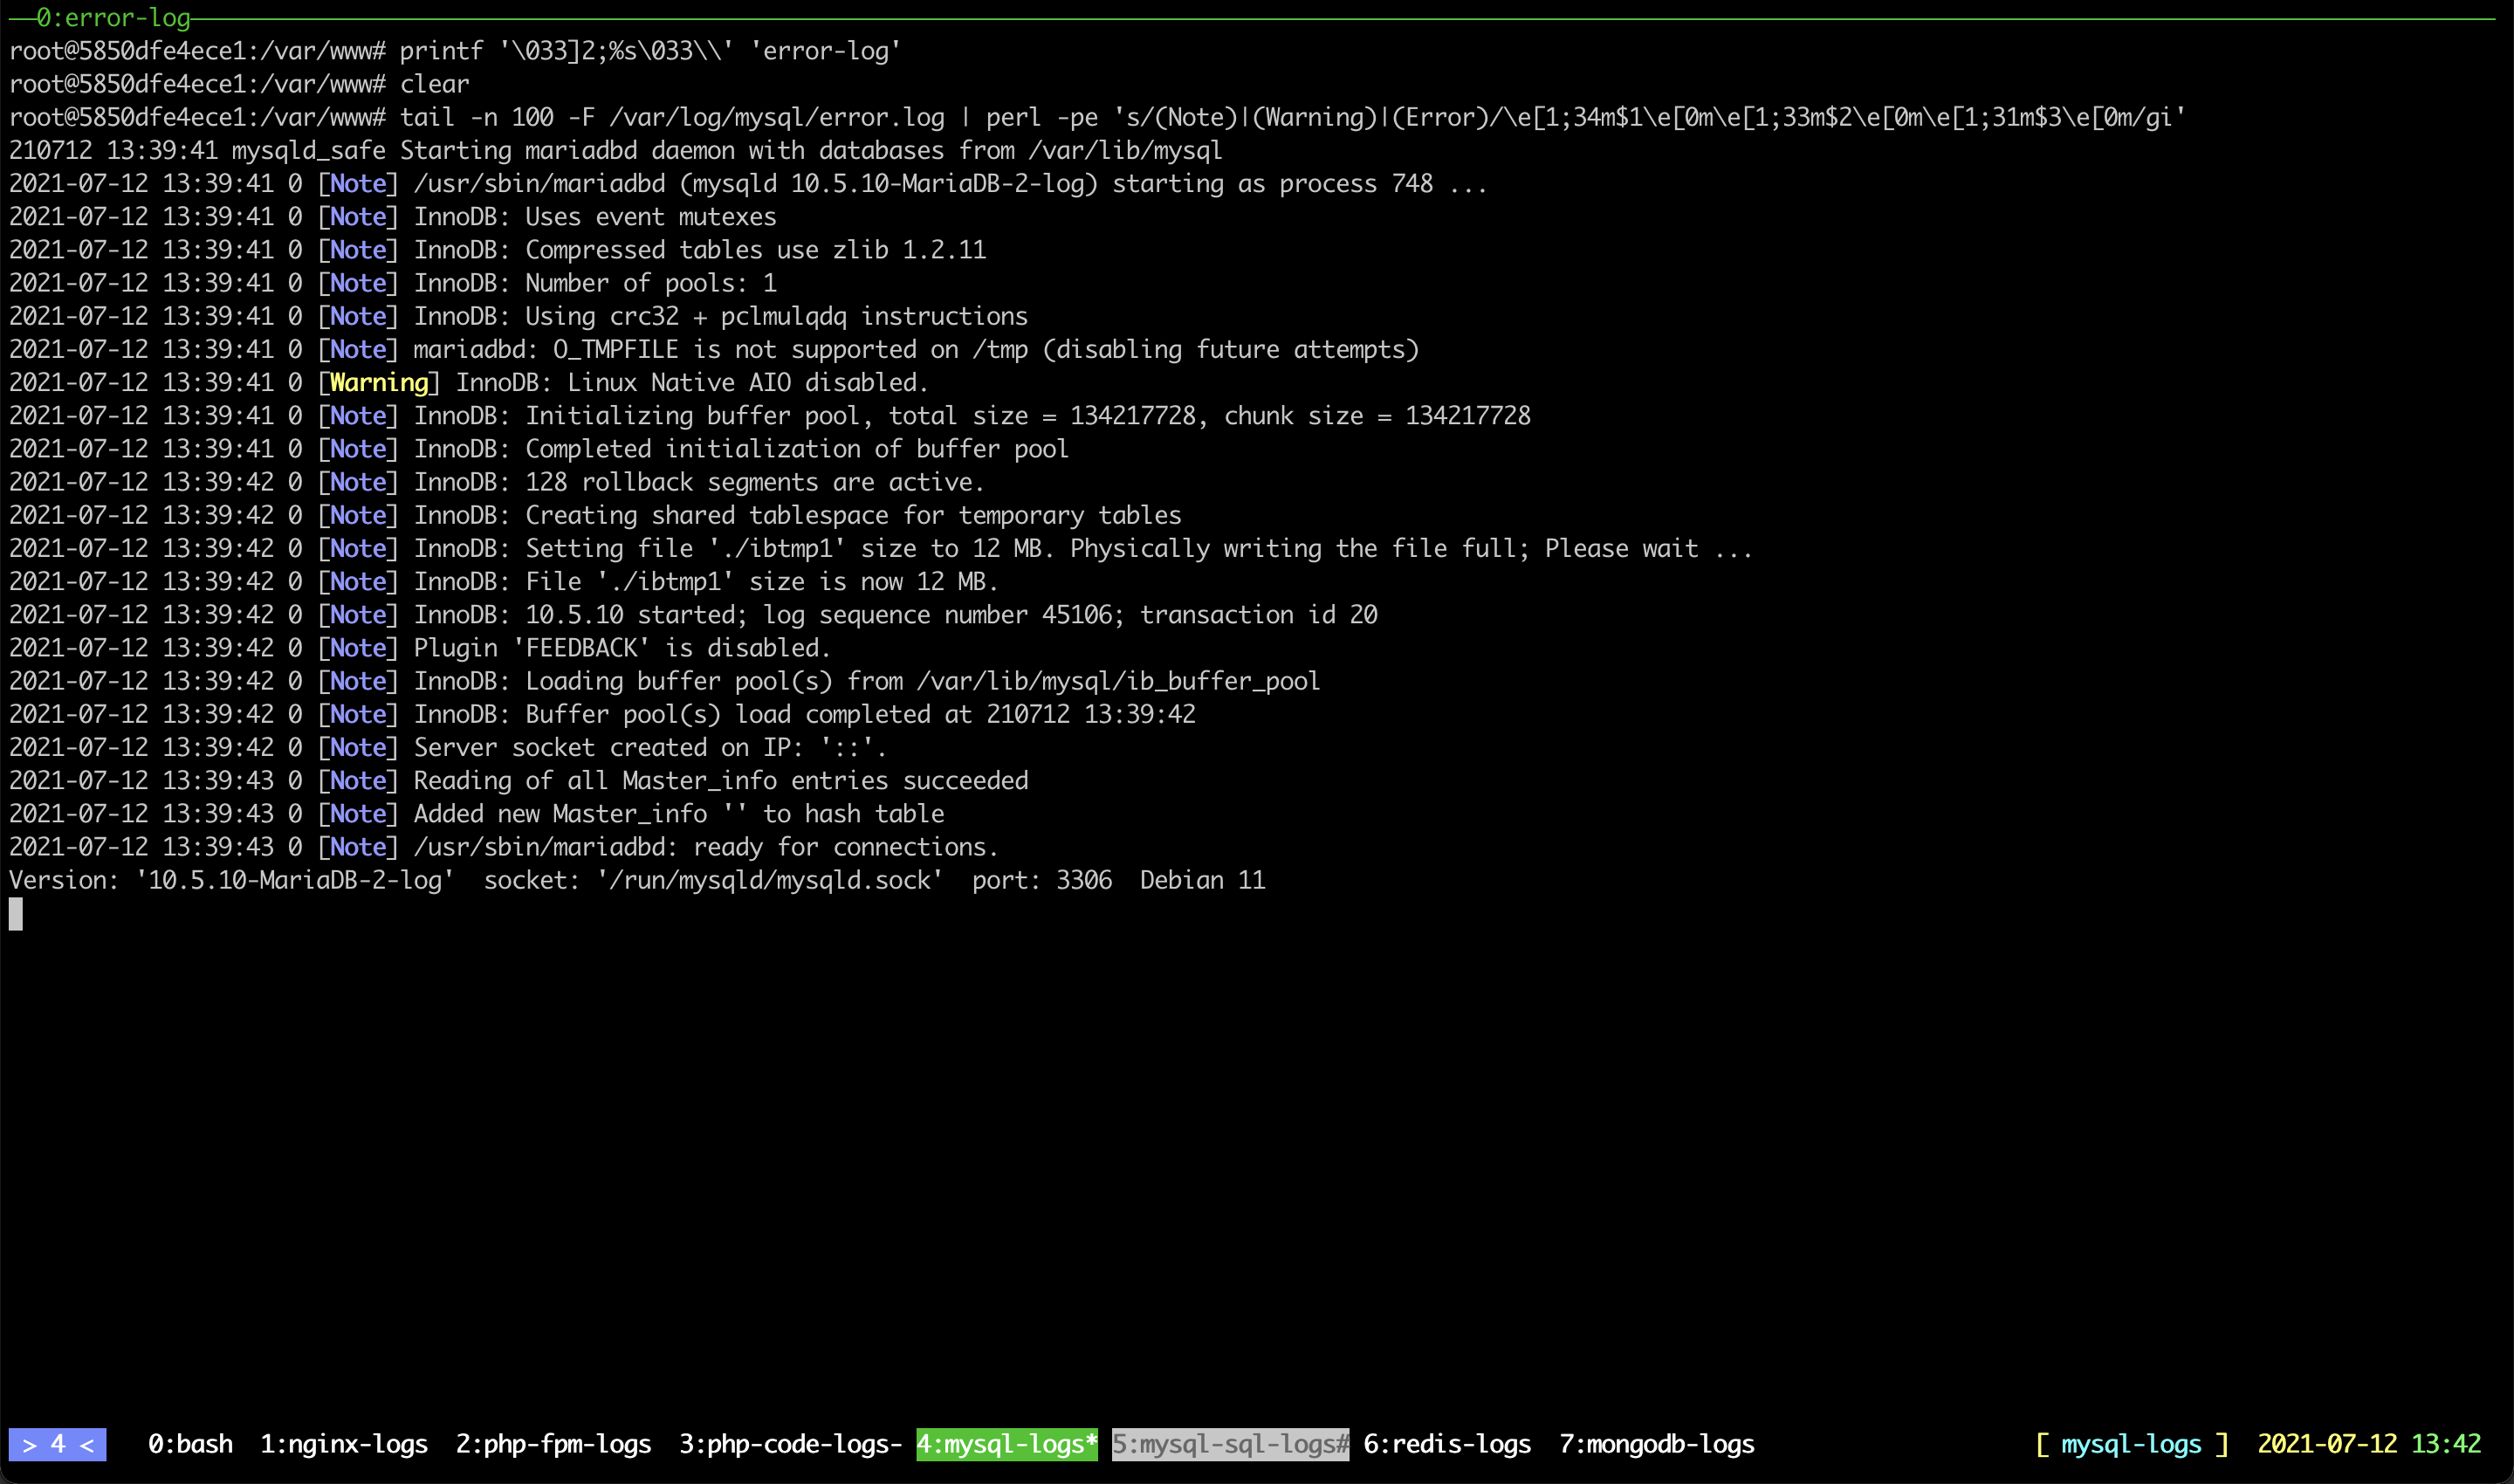 0:error-log
root@5850dfe4ece1:/var/www# printf '\033]2;%s\033\\' 'error-log'
root@5850dfe4ece1:/var/www# clear
root@5850dfe4ece1:/var/www# tail -n 100 -F /var/log/mysql/error.log | perl -pe 's/(Note)|(Warning)|(Error)/\e[1;34m$1\e[0m\e[1;33m$2\e[0m\e[1;31m$3\e[0m/gi'
210712 13:39:41 mysqld_safe Starting mariadbd daemon with databases from /var/lib/mysql
2021-07-12 13:39:41 0 [Note] /usr/sbin/mariadbd (mysqld 10.5.10-MariaDB-2-log) starting as process 748 ...
2021-07-12 13:39:41 0 [Note] InnoDB: Uses event mutexes
2021-07-12 13:39:41 0 [Note] InnoDB: Compressed tables use zlib 1.2.11
2021-07-12 13:39:41 0 [Note] InnoDB: Number of pools: 1
2021-07-12 13:39:41 0 [Note] InnoDB: Using crc32 + pclmulqdq instructions
2021-07-12 13:39:41 0 [Note] mariadbd: O_TMPFILE is not supported on /tmp (disabling future attempts)
2021-07-12 13:39:41 0 [Warning] InnoDB: Linux Native AIO disabled.
2021-07-12 13:39:41 0 [Note] InnoDB: Initializing buffer pool, total size = 134217728, chunk size = 134217728
2021-07-12 13:39:41 0 [Note] InnoDB: Completed initialization of buffer pool
2021-07-12 13:39:42 0 [Note] InnoDB: 128 rollback segments are active.
2021-07-12 13:39:42 0 [Note] InnoDB: Creating shared tablespace for temporary tables
2021-07-12 13:39:42 0 [Note] InnoDB: Setting file './ibtmp1' size to 12 MB. Physically writing the file full; Please wait ...
2021-07-12 13:39:42 0 [Note] InnoDB: File './ibtmp1' size is now 12 MB.
2021-07-12 13:39:42 0 [Note] InnoDB: 10.5.10 started; log sequence number 45106; transaction id 20
2021-07-12 13:39:42 0 [Note] Plugin 'FEEDBACK' is disabled.
2021-07-12 13:39:42 0 [Note] InnoDB: Loading buffer pool(s) from /var/lib/mysql/ib_buffer_pool
2021-07-12 13:39:42 0 [Note] InnoDB: Buffer pool(s) load completed at 210712 13:39:42
2021-07-12 13:39:42 0 [Note] Server socket created on IP: '::'.
2021-07-12 13:39:43 0 [Note] Reading of all Master_info entries succeeded
2021-07-12 13:39:43 0 [Note] Added new Master_info '' to hash table
2021-07-12 13:39:43 0 [Note] /usr/sbin/mariadbd: ready for connections.
Version: '10.5.10-MariaDB-2-log'  socket: '/run/mysqld/mysqld.sock'  port: 3306  Debian 11
> 4 <   0:bash  1:nginx-logs  2:php-fpm-logs  3:php-code-logs- 4:mysql-logs* 5:mysql-sql-logs# 6:redis-logs  7:mongodb-logs [ mysql-logs ]  2021-07-12 13:42